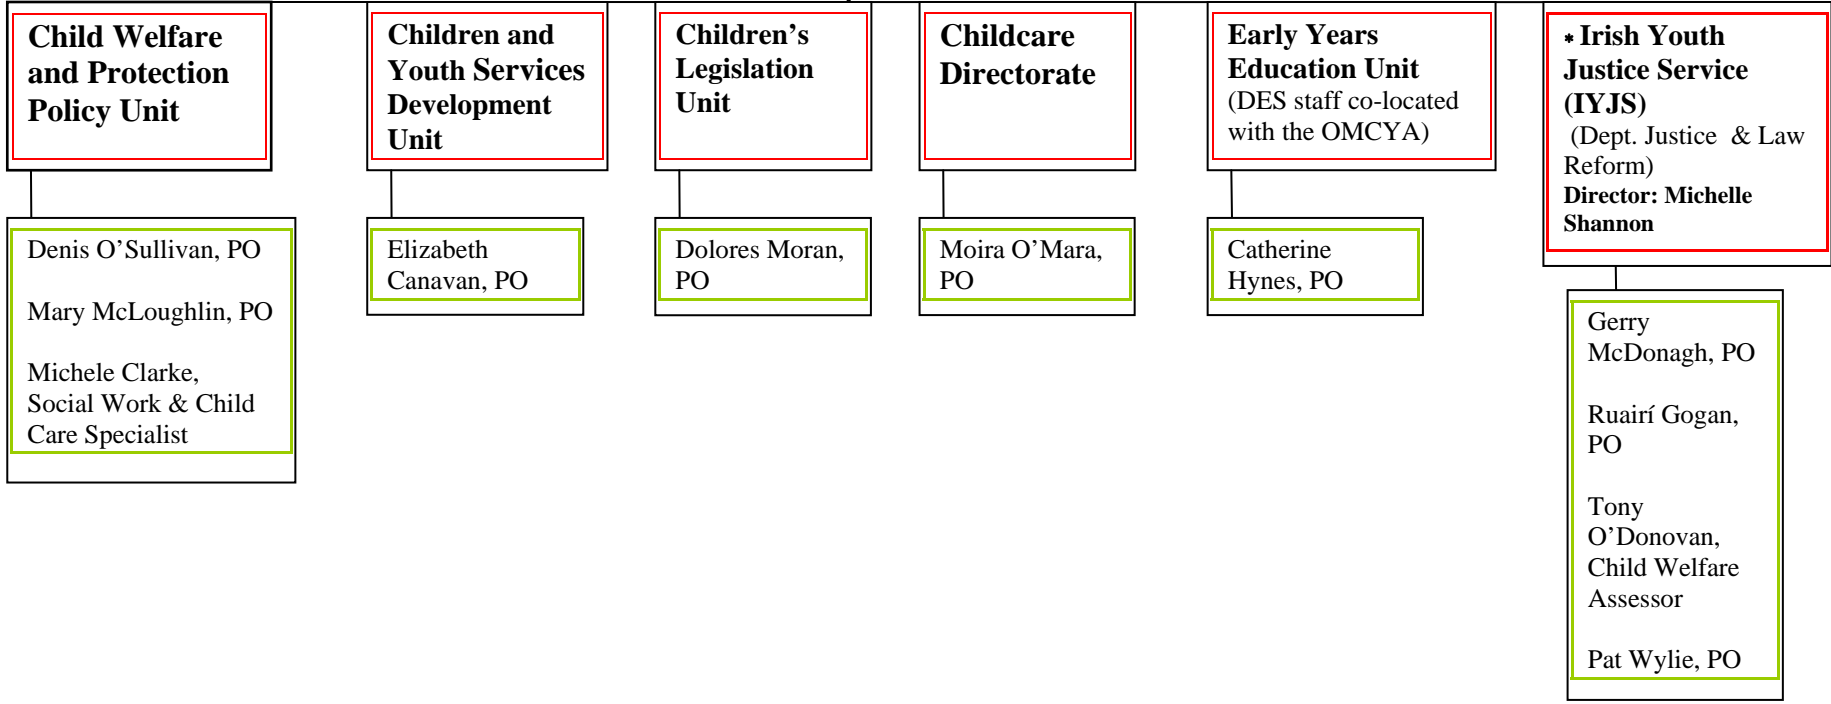 Child Welfare
and Protection
Policy Unit
Children and
Youth Services
Development
Unit
Children’s
Legislation
Unit
Childcare
Directorate
Early Years
Education Unit
(DES staff co-located
with the OMCYA)
* Irish Youth
Justice Service
(IYJS)
(Dept. Justice & Law
Reform)
Director: Michelle
Shannon
Denis O’Sullivan, PO
Mary McLoughlin, PO
Michele Clarke,
Social Work & Child
Care Specialist
Elizabeth
Canavan, PO
Dolores Moran,
PO
Moira O’Mara,
PO
Catherine
Hynes, PO
Gerry
McDonagh, PO
Ruairí Gogan,
PO
Tony
O’Donovan,
Child Welfare
Assessor
Pat Wylie, PO